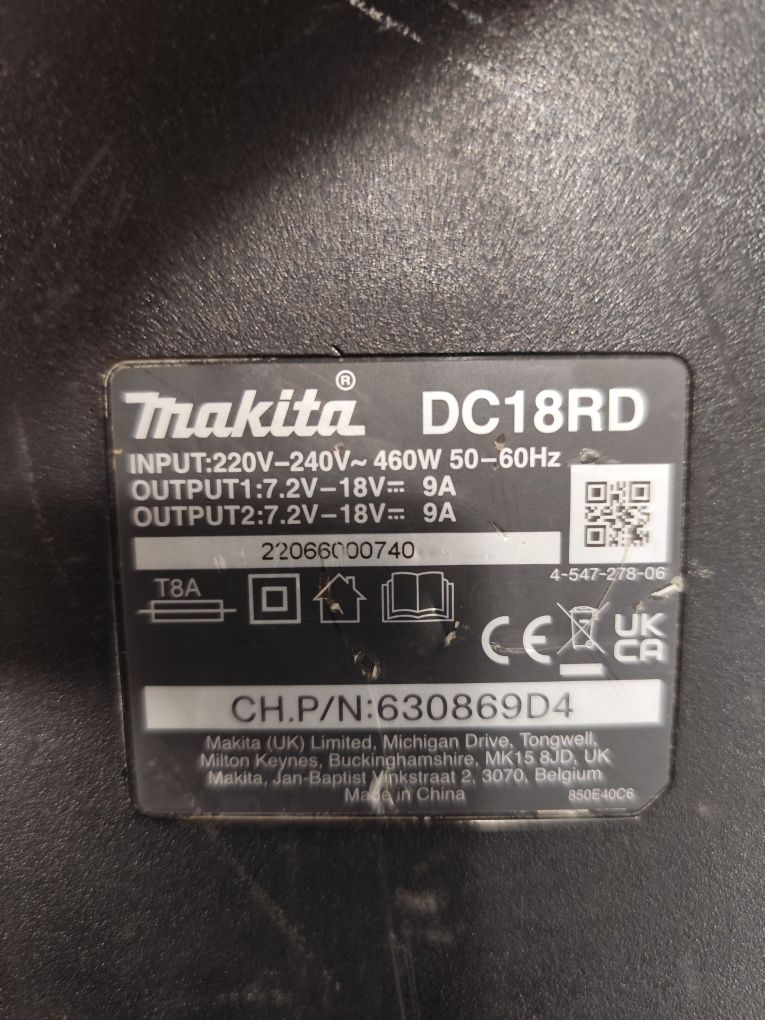 makita® DC18RD
INPUT:220V–240V~ 460W 50–60Hz
OUTPUT1:7.2V–18V⎓ 9A
OUTPUT2:7.2V–18V⎓ 9A
22066000740
4-547-278-06
T8A
CE UK CA
CH.P/N:630869D4
Makita (UK) Limited, Michigan Drive, Tongwell,
Milton Keynes, Buckinghamshire, MK15 8JD, UK
Makita, Jan-Baptist Vinkstraat 2, 3070, Belgium
Made in China 850E40C6